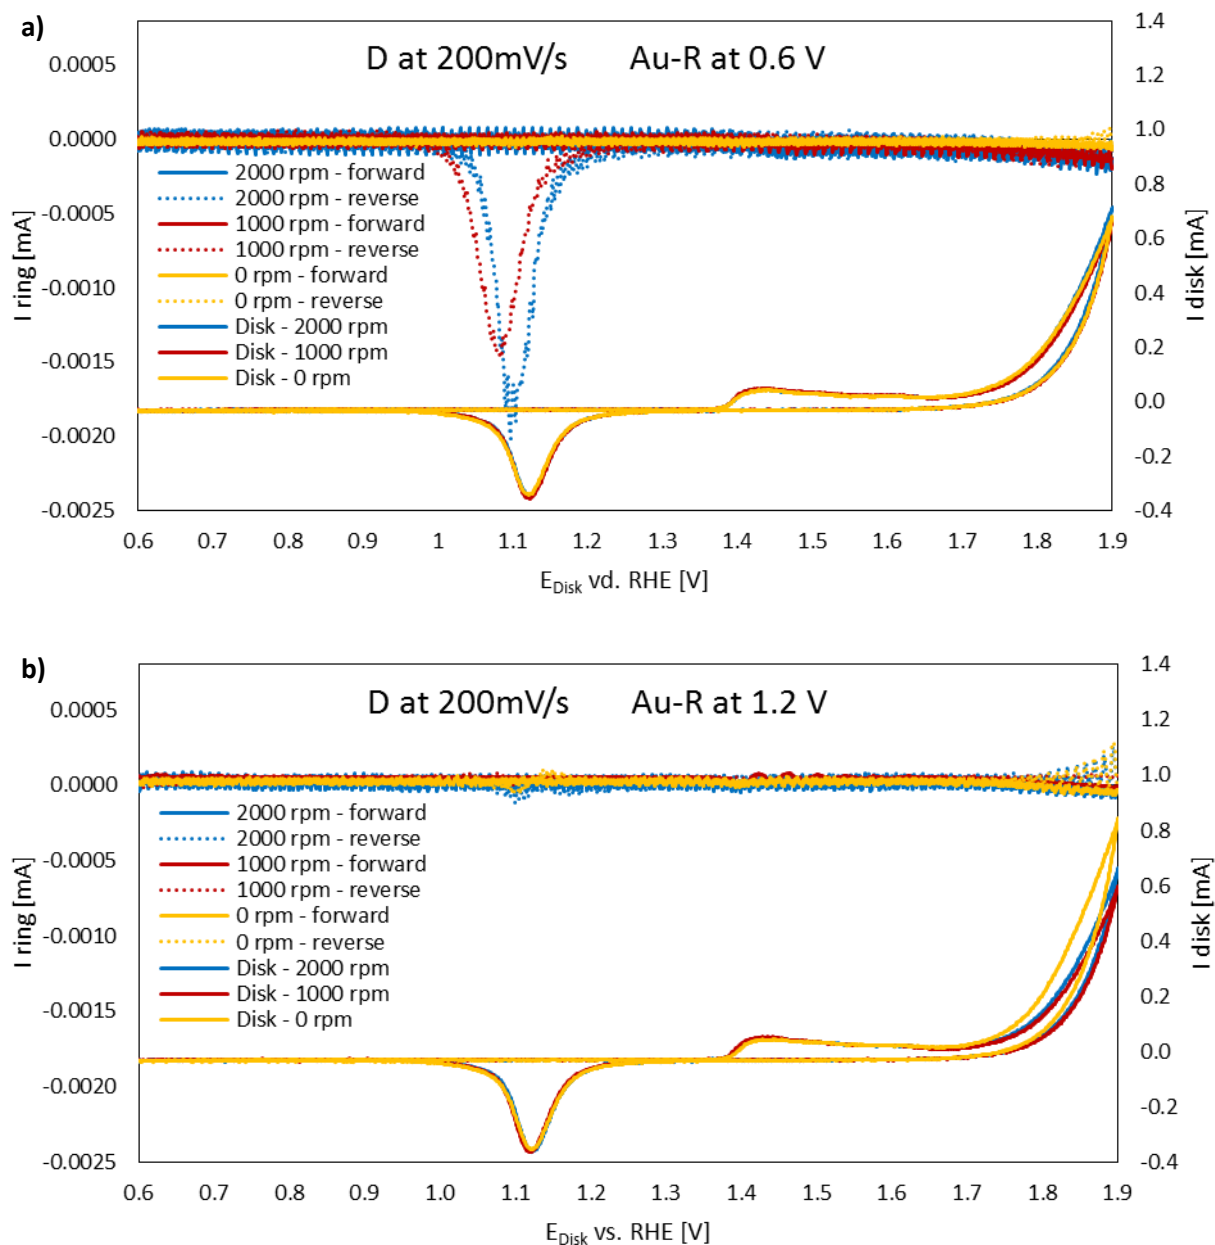 a)
D at 200mV/s Au-R at 0.6 V
0.0005
0.0000
-0.0005
-0.0010
-0.0015
-0.0020
-0.0025
I ring [mA]
2000 rpm - forward
2000 rpm - reverse
1000 rpm - forward
1000 rpm - reverse
0 rpm - forward
0 rpm - reverse
Disk - 2000 rpm
Disk - 1000 rpm
Disk - 0 rpm
1.4
1.2
1.0
0.8
0.6
0.4
0.2
0.0
-0.2
-0.4
I disk [mA]
0.6 0.7 0.8 0.9 1 1.1 1.2 1.3 1.4 1.5 1.6 1.7 1.8 1.9
EDisk vd. RHE [V]
b)
D at 200mV/s Au-R at 1.2 V
0.0005
0.0000
-0.0005
-0.0010
-0.0015
-0.0020
-0.0025
I ring [mA]
2000 rpm - forward
2000 rpm - reverse
1000 rpm - forward
1000 rpm - reverse
0 rpm - forward
0 rpm - reverse
Disk - 2000 rpm
Disk - 1000 rpm
Disk - 0 rpm
1.4
1.2
1.0
0.8
0.6
0.4
0.2
0.0
-0.2
-0.4
I disk [mA]
0.6 0.7 0.8 0.9 1.0 1.1 1.2 1.3 1.4 1.5 1.6 1.7 1.8 1.9
EDisk vs. RHE [V]